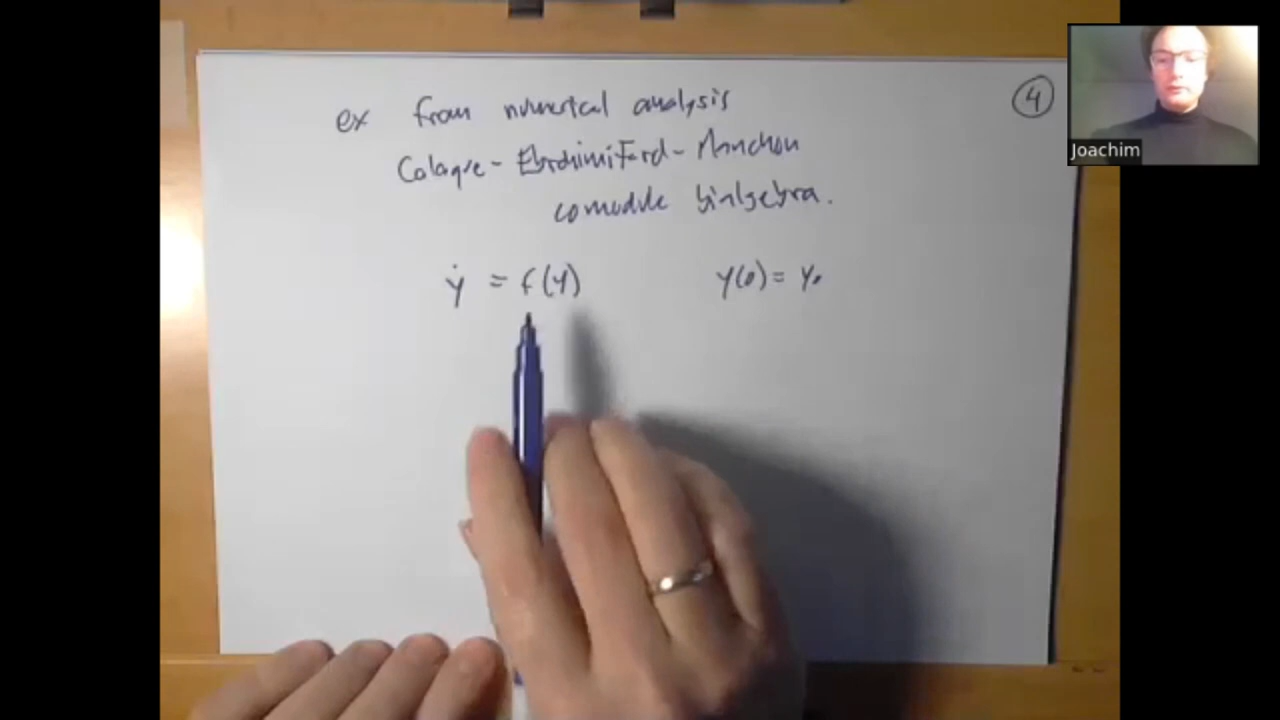 ex from numerical analysis
④
Calaque - Ebrahimi Fard - Manchon
comodule bialgebra.
ẏ = f(y) y(0) = y₀
Joachim